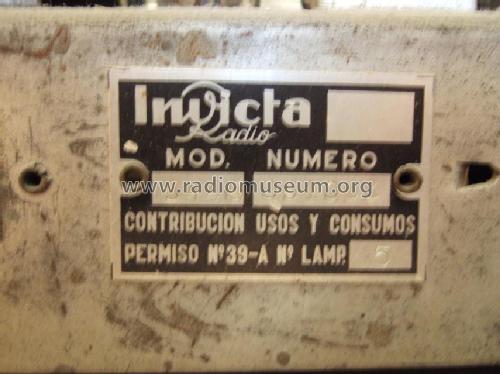 Invicta
Radio
MOD. NUMERO
www.radiomuseum.org
CONTRIBUCION USOS Y CONSUMOS
PERMISO Nº39-A Nº LAMP. 5